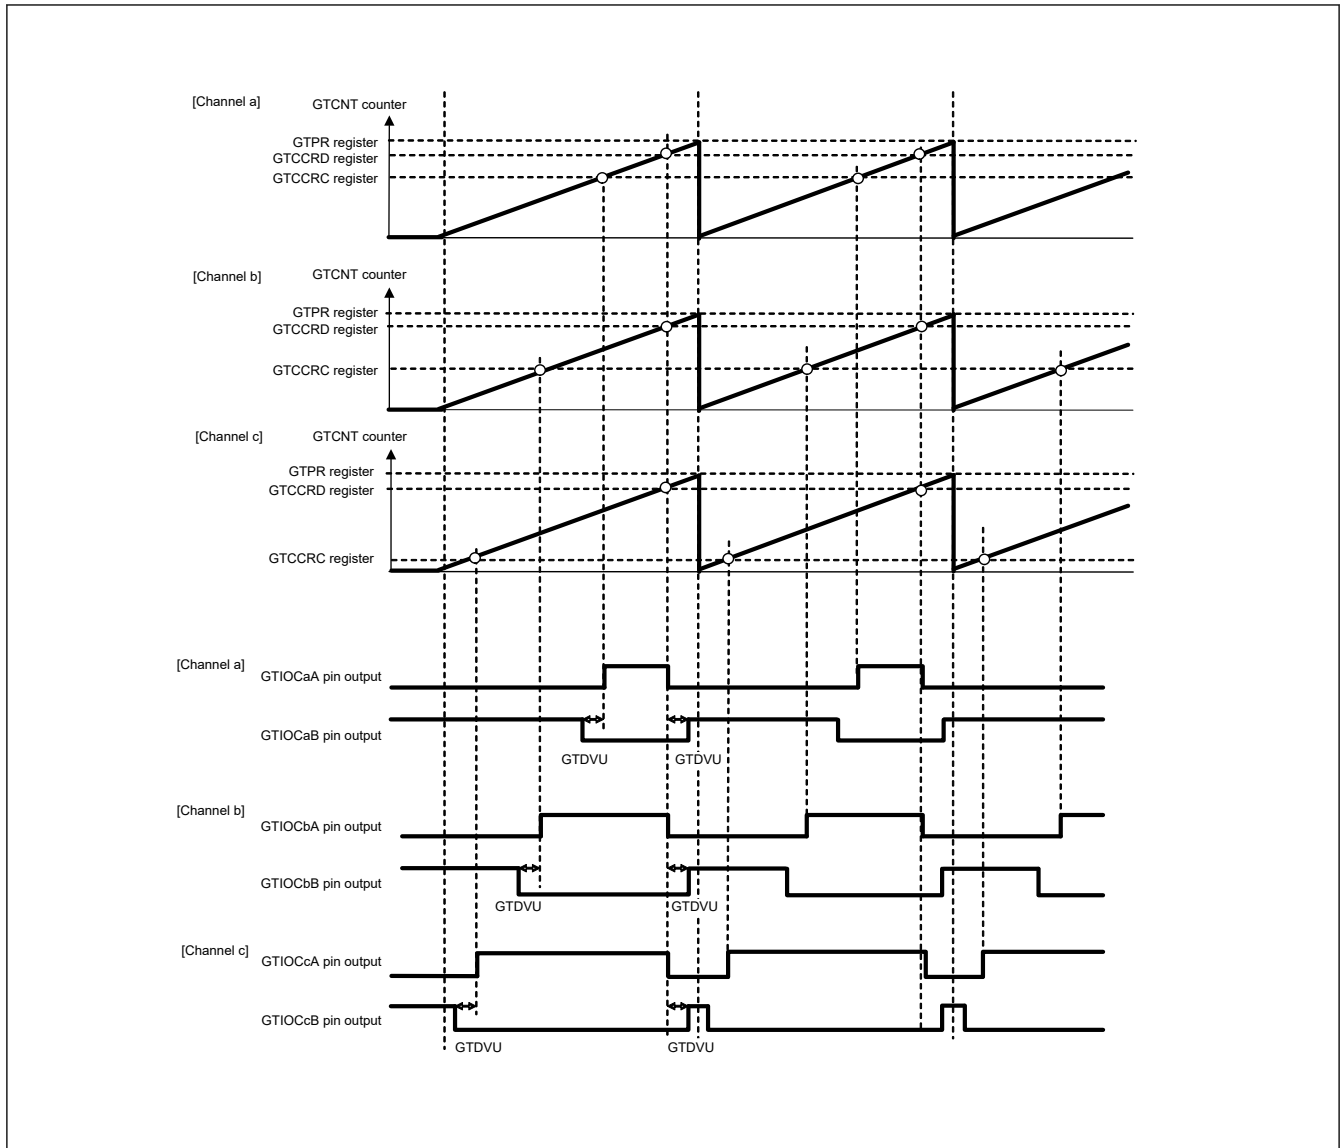 [Channel a] GTCNT counter
GTPR register
GTCCRD register
GTCCRC register
[Channel b] GTCNT counter
GTPR register
GTCCRD register
GTCCRC register
[Channel c] GTCNT counter
GTPR register
GTCCRD register
GTCCRC register
[Channel a]
GTIOCaA pin output
GTIOCaB pin output
GTDVU GTDVU
[Channel b]
GTIOCbA pin output
GTIOCbB pin output
GTDVU GTDVU
[Channel c]
GTIOCcA pin output
GTIOCcB pin output
GTDVU GTDVU